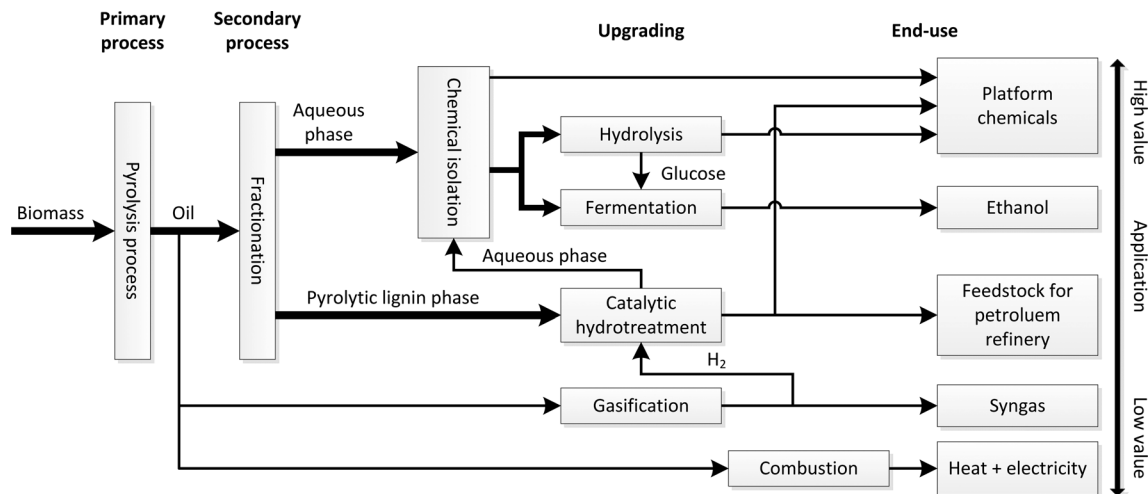 Primary
process
Secondary
process
Upgrading
End-use
Biomass
Pyrolysis process
Oil
Fractionation
Aqueous
phase
Chemical isolation
Hydrolysis
Glucose
Fermentation
Aqueous phase
Pyrolytic lignin phase
Catalytic
hydrotreatment
H₂
Gasification
Combustion
Platform
chemicals
Ethanol
Feedstock for
petroluem
refinery
Syngas
Heat + electricity
High value
Application
Low value